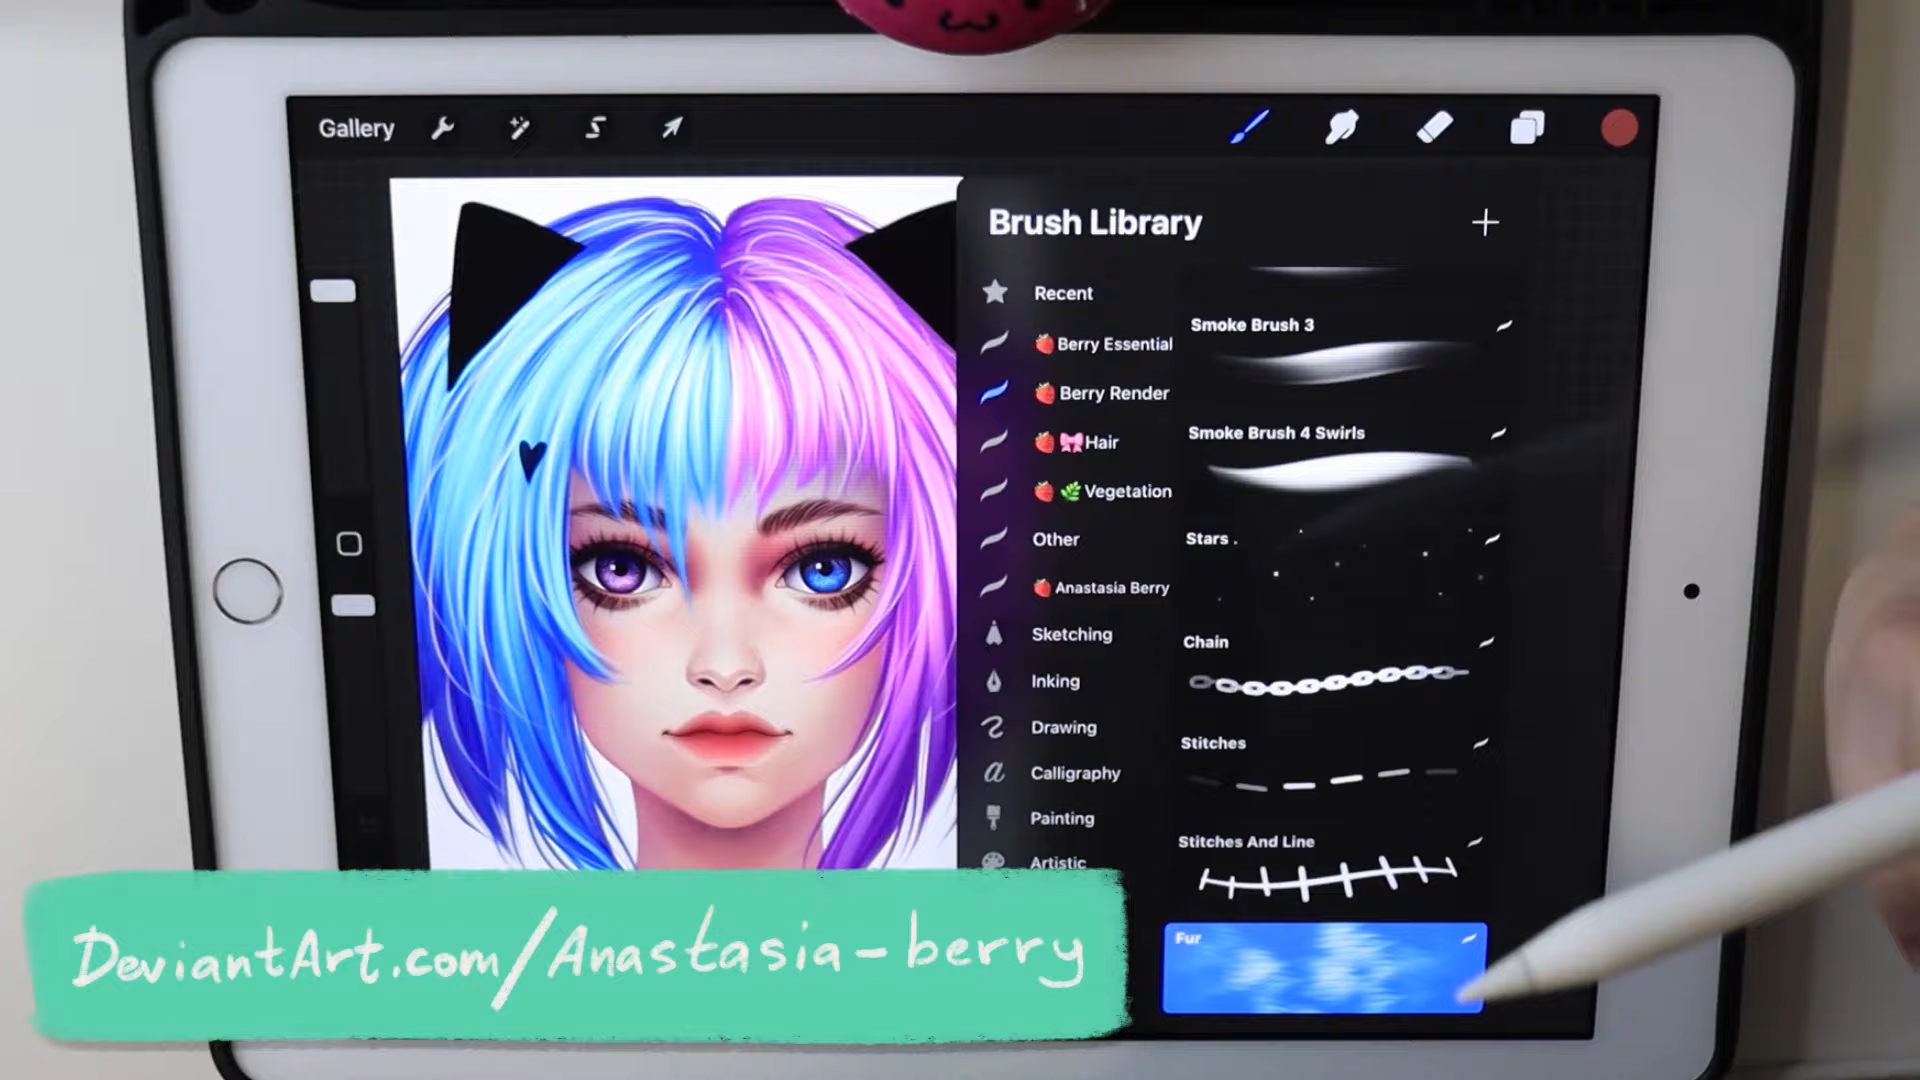 Gallery
Brush Library
Recent
Berry Essential
Berry Render
Hair
Vegetation
Other
Anastasia Berry
Sketching
Inking
Drawing
Calligraphy
Painting
Artistic
Smoke Brush 3
Smoke Brush 4 Swirls
Stars .
Chain
Stitches
Stitches And Line
Fur
DeviantArt.com/Anastasia-berry